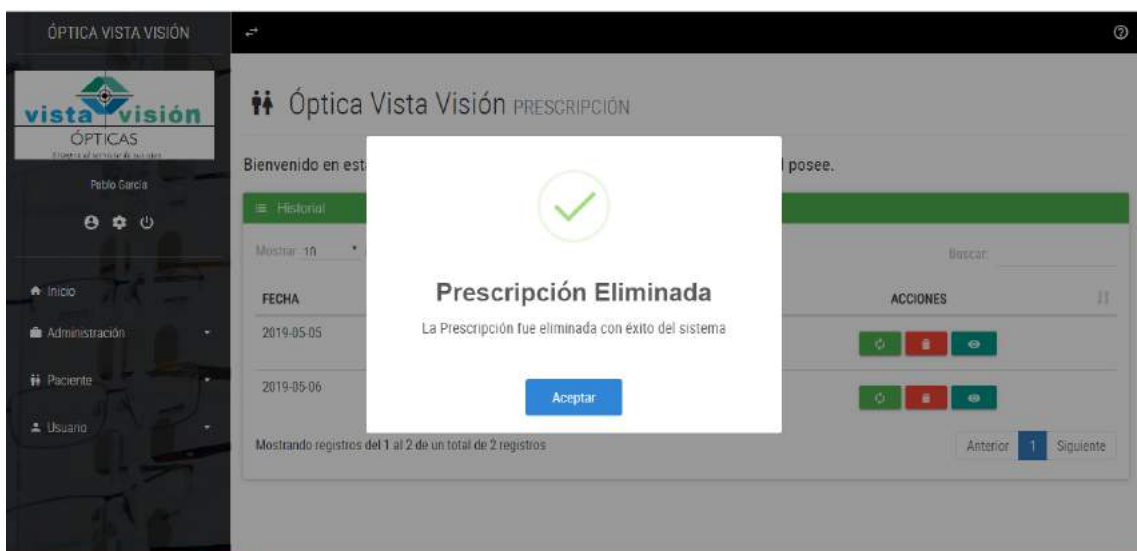 ÓPTICA VISTA VISIÓN
vista visión
ÓPTICAS
Pablo García
Inicio
Administración
Paciente
Usuario
Óptica Vista Visión PRESCRIPCIÓN
Bienvenido en est
l posee.
Historial
Mostrar 10
Buscar:
FECHA
ACCIONES
2019-05-05
2019-05-06
Mostrando registros del 1 al 2 de un total de 2 registros
Anterior 1 Siguiente
Prescripción Eliminada
La Prescripción fue eliminada con éxito del sistema
Aceptar